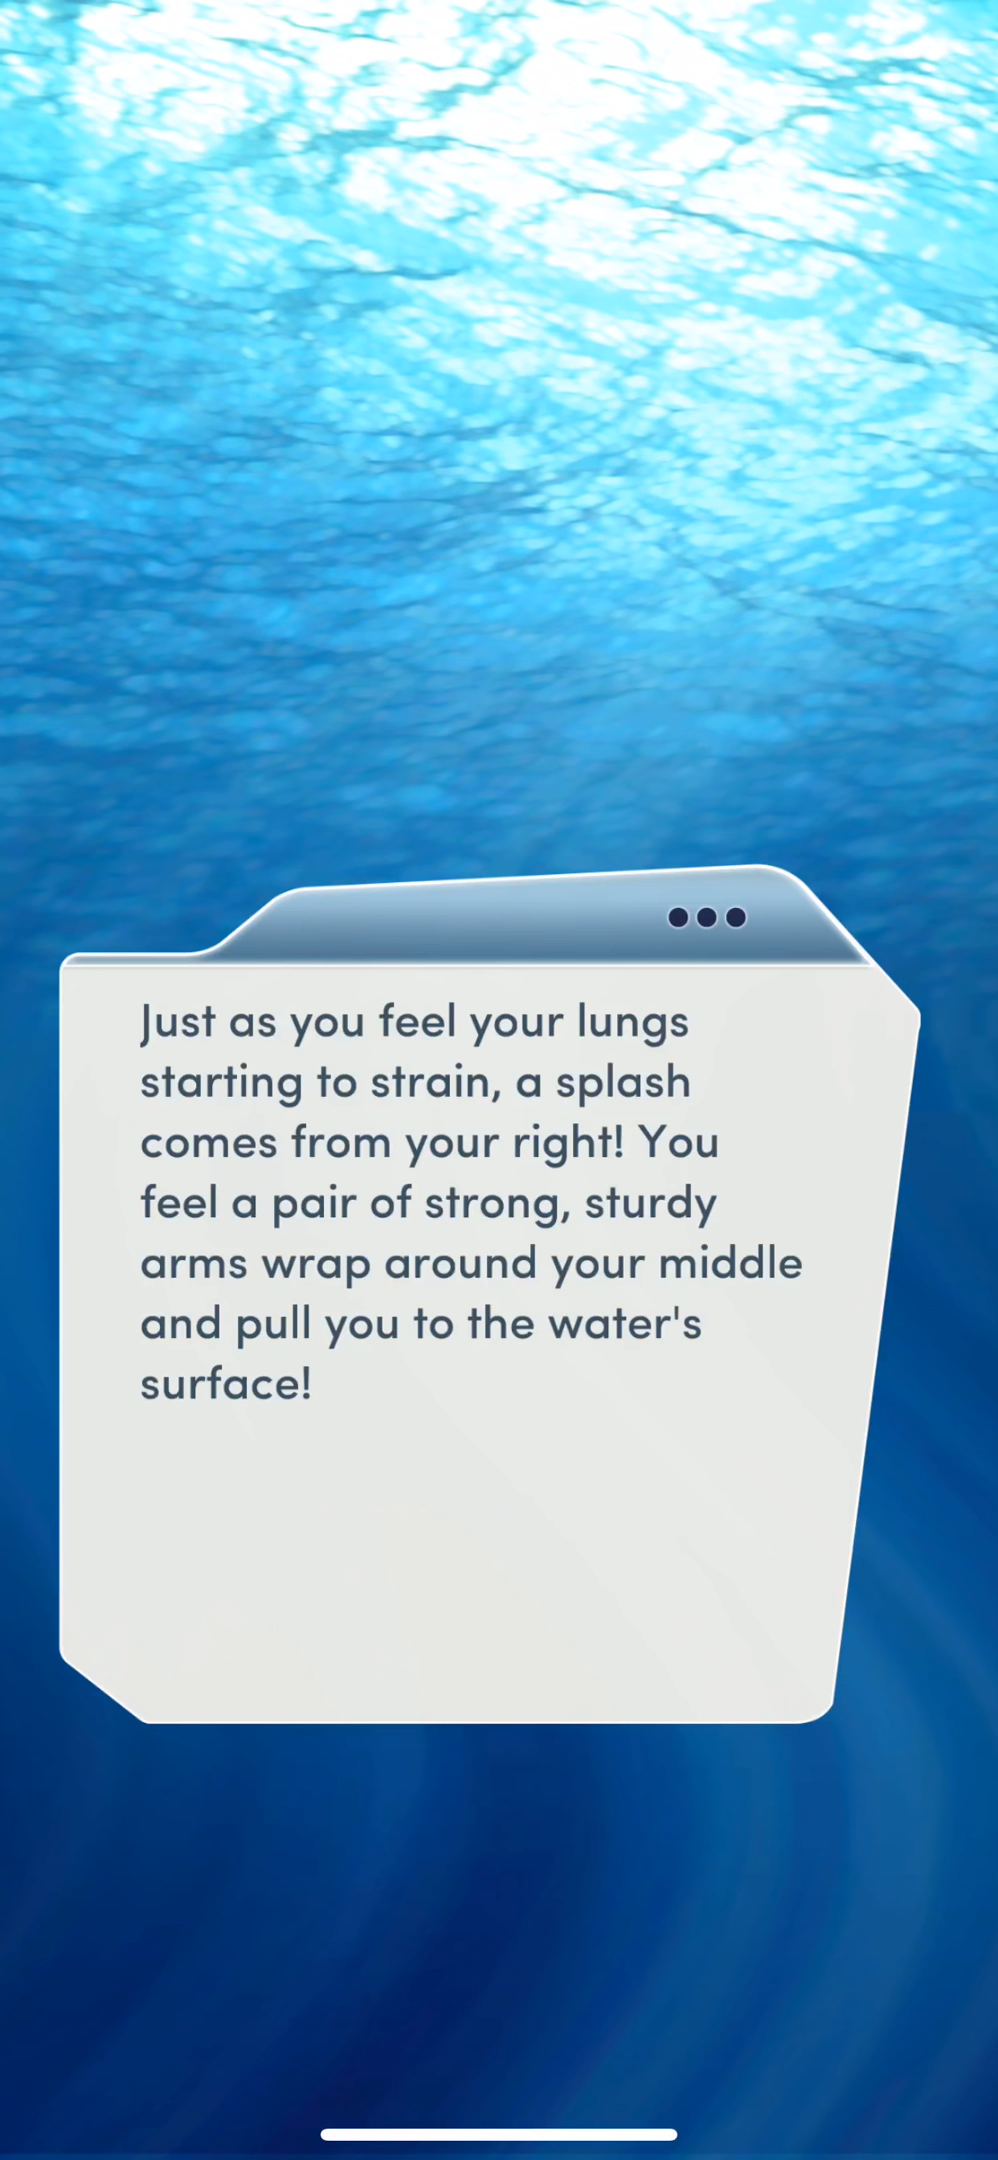 Just as you feel your lungs
starting to strain, a splash
comes from your right! You
feel a pair of strong, sturdy
arms wrap around your middle
and pull you to the water's
surface!